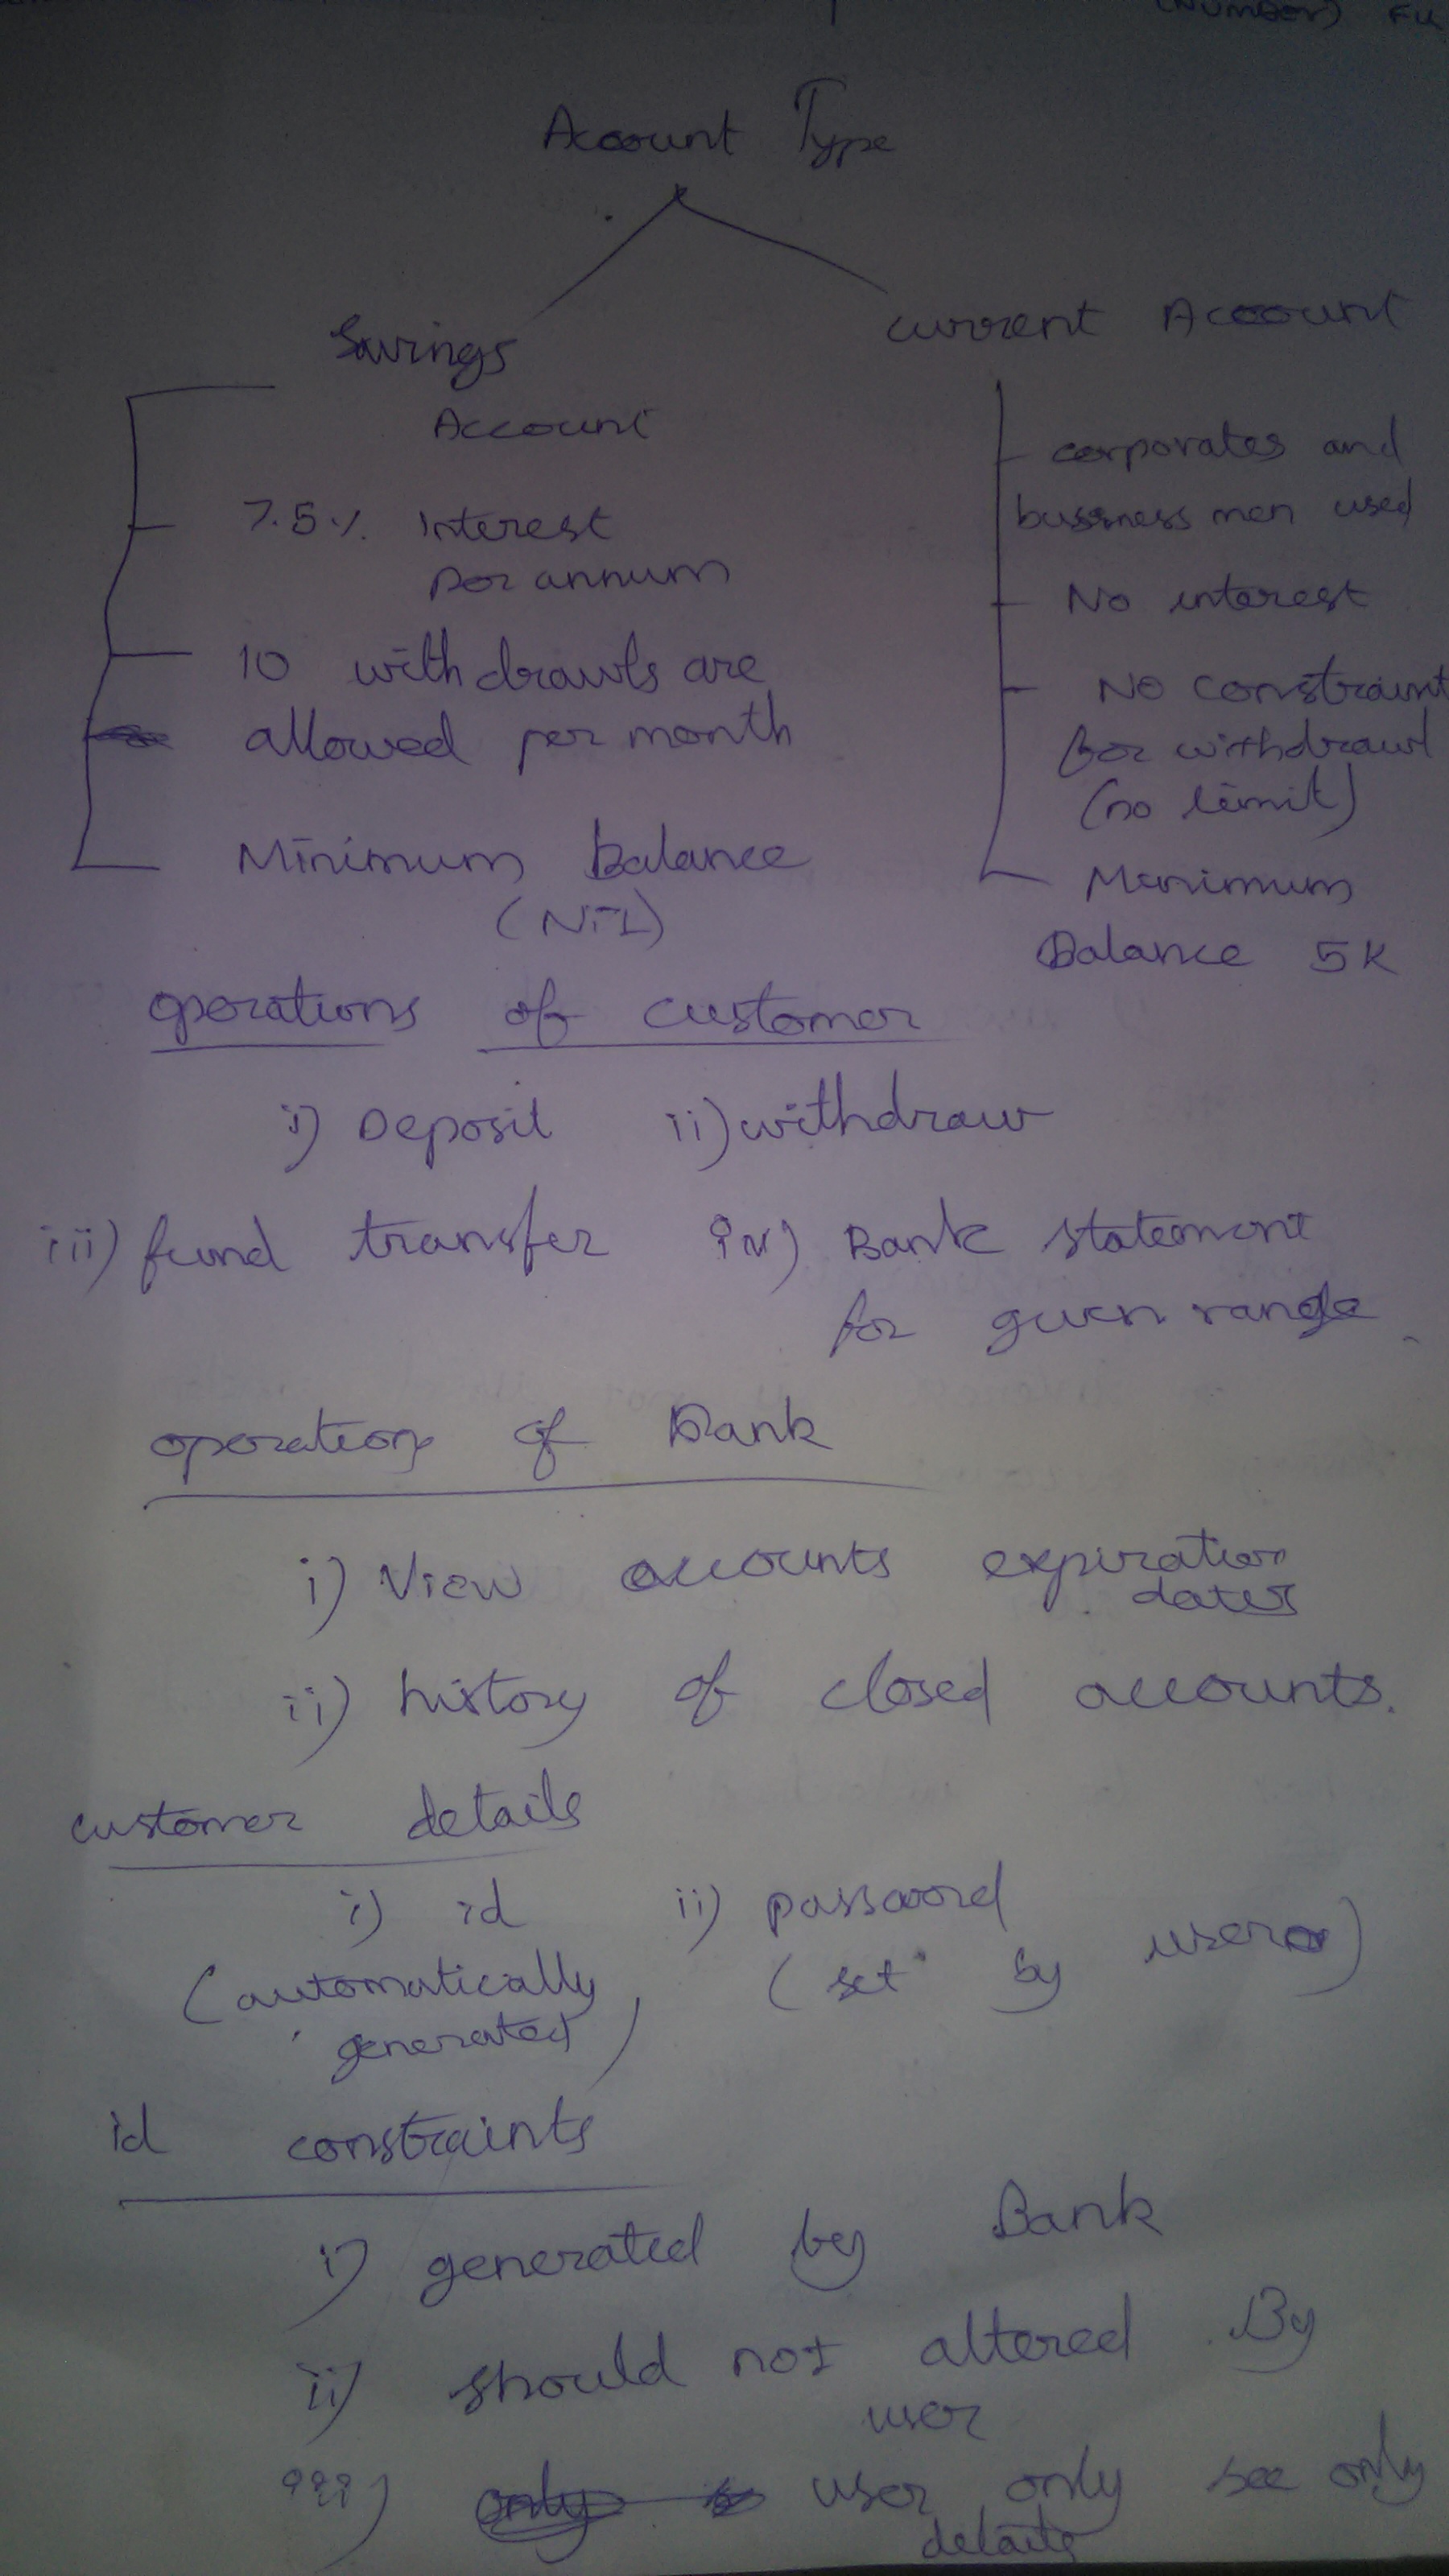 (NUMBER)
Account Type
Savings
Account
7.5% Interest
per annum
10 withdrawls are
allowed per month
Minimum Balance
(NIL)
current Account
corporates and
bussiness men used
No interest
No constraint
for withdrawl
(no limit)
Minimum
Balance 5K
operations of customer
i) Deposit ii) withdraw
iii) fund transfer iv) Bank statement
for given range
operations of Bank
i) View accounts expiration
dates
ii) history of closed accounts.
customer details
i) id ii) password
(automatically (set by user)
generated)
id constraints
i) generated by Bank
ii) should not altered By
user
iii) user only see only
details